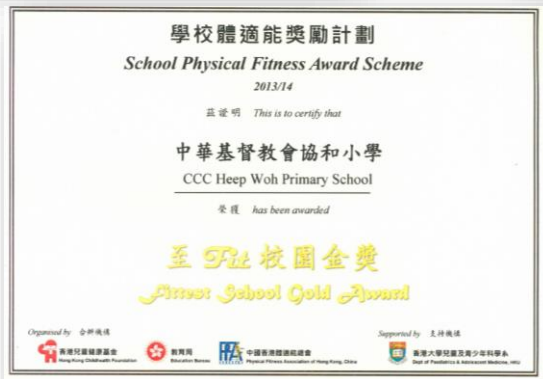 學校體適能獎勵計劃
School Physical Fitness Award Scheme
2013/14
茲證明 This is to certify that
中華基督教會協和小學
CCC Heep Woh Primary School
榮獲 has been awarded
至 Fit 校園金獎
Fittest School Gold Award
Organised by 合辦機構
Supported by 支持機構
香港兒童健康基金
Hong Kong Childhealth Foundation
教育局
Education Bureau
中國香港體適能總會
Physical Fitness Association of Hong Kong, China
香港大學兒童及青少年科學系
Dept of Paediatrics & Adolescent Medicine, HKU